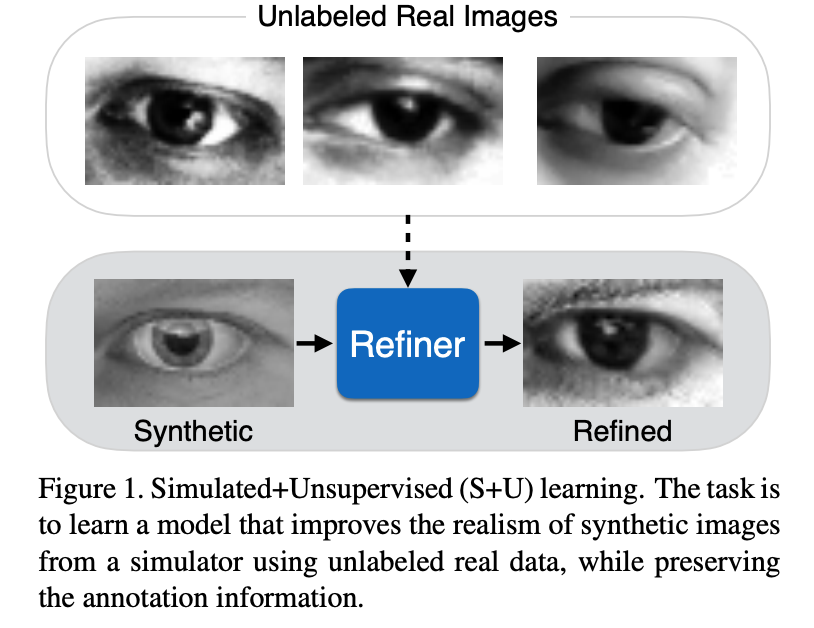 Unlabeled Real Images
Refiner
Synthetic
Refined
Figure 1. Simulated+Unsupervised (S+U) learning. The task is
to learn a model that improves the realism of synthetic images
from a simulator using unlabeled real data, while preserving
the annotation information.